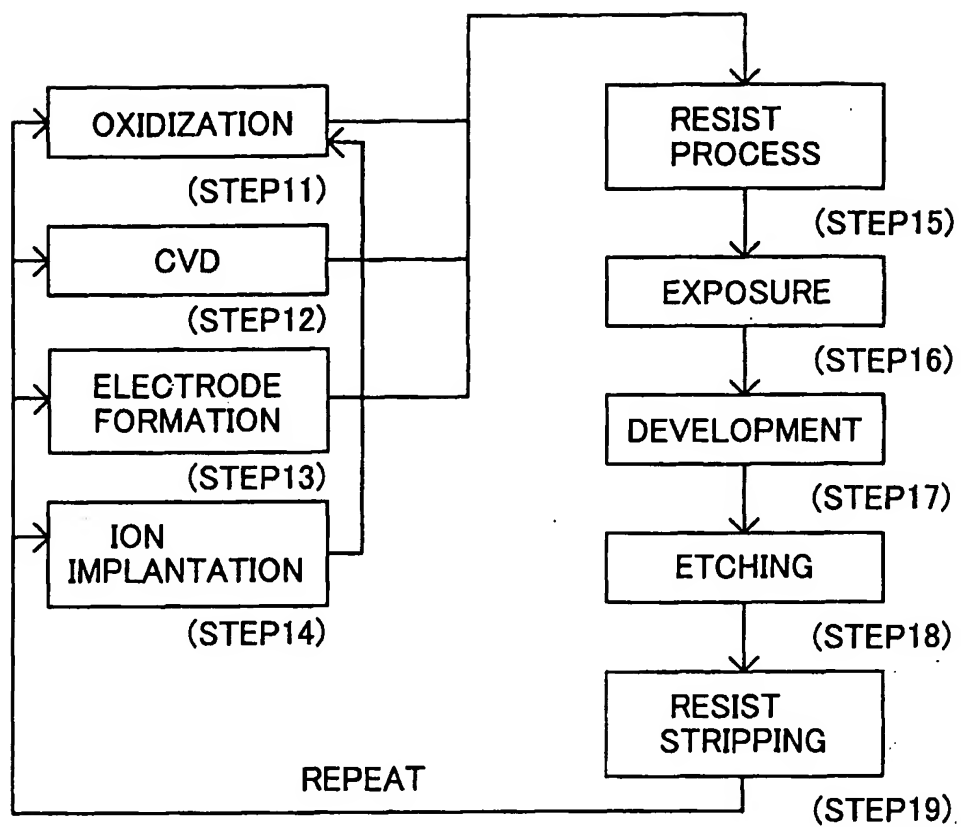 OXIDIZATION
(STEP11)
CVD
(STEP12)
ELECTRODE
FORMATION
(STEP13)
ION
IMPLANTATION
(STEP14)
RESIST
PROCESS
(STEP15)
EXPOSURE
(STEP16)
DEVELOPMENT
(STEP17)
ETCHING
(STEP18)
RESIST
STRIPPING
(STEP19)
REPEAT